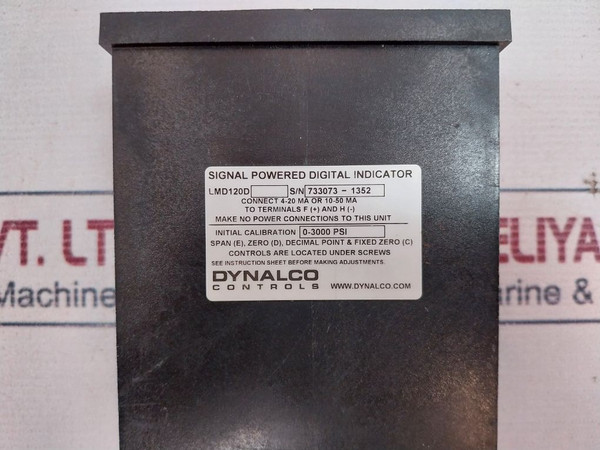 SIGNAL POWERED DIGITAL INDICATOR
LMD120D S/N 733073 - 1352
CONNECT 4-20 MA OR 10-50 MA
TO TERMINALS F (+) AND H (-)
MAKE NO POWER CONNECTIONS TO THIS UNIT
INITIAL CALIBRATION 0-3000 PSI
SPAN (E), ZERO (D), DECIMAL POINT & FIXED ZERO (C)
CONTROLS ARE LOCATED UNDER SCREWS
SEE INSTRUCTION SHEET BEFORE MAKING ADJUSTMENTS.
DYNALCO
CONTROLS WWW.DYNALCO.COM
VT. LT
ELIYA
Machine
rine &